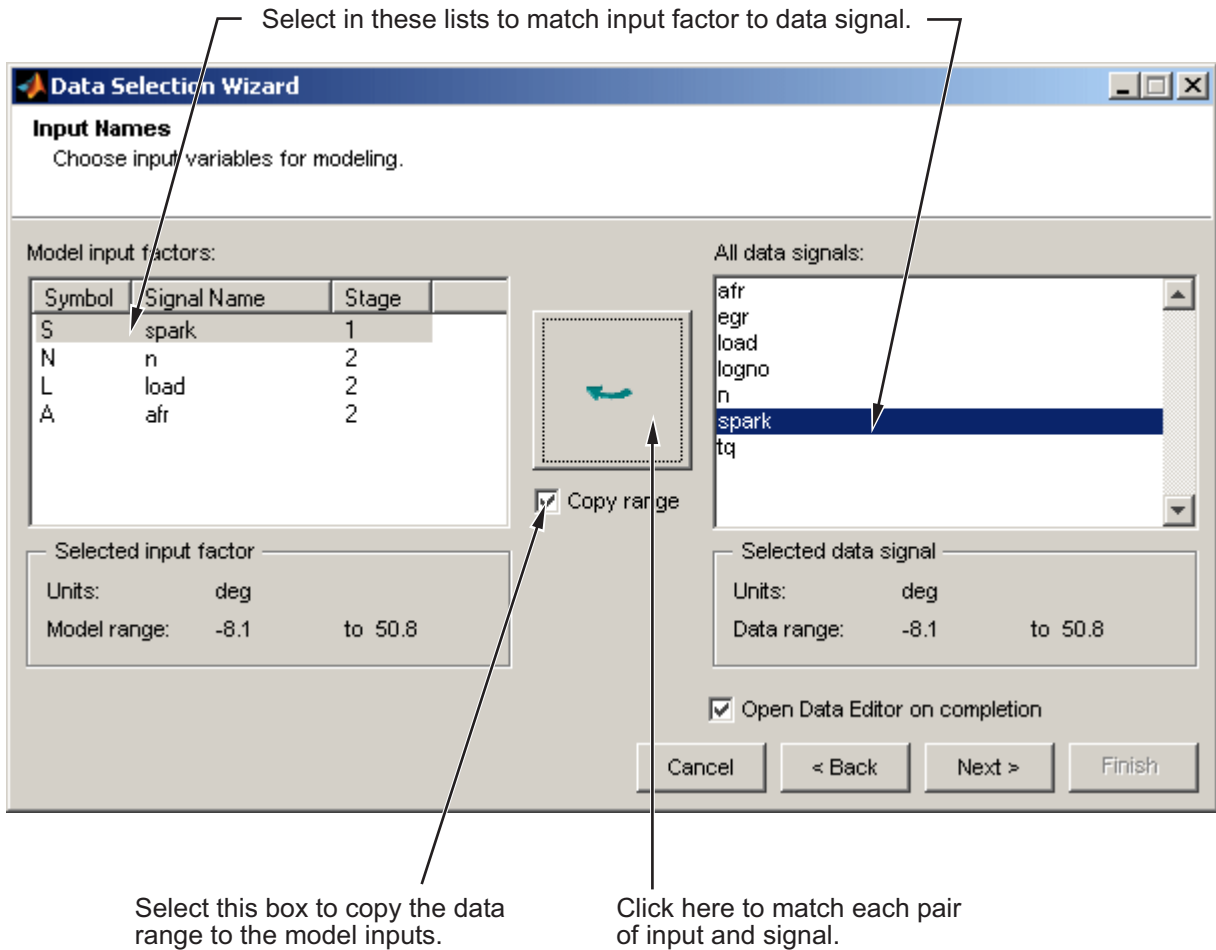 Select in these lists to match input factor to data signal.
Data Selection Wizard
Input Names
Choose input variables for modeling.
Model input factors:
Symbol Signal Name Stage
S spark 1
N n 2
L load 2
A afr 2
Copy range
All data signals:
afr
egr
load
logno
n
spark
tq
Selected input factor
Units: deg
Model range: -8.1 to 50.8
Selected data signal
Units: deg
Data range: -8.1 to 50.8
Open Data Editor on completion
Cancel < Back Next > Finish
Select this box to copy the data
range to the model inputs.
Click here to match each pair
of input and signal.